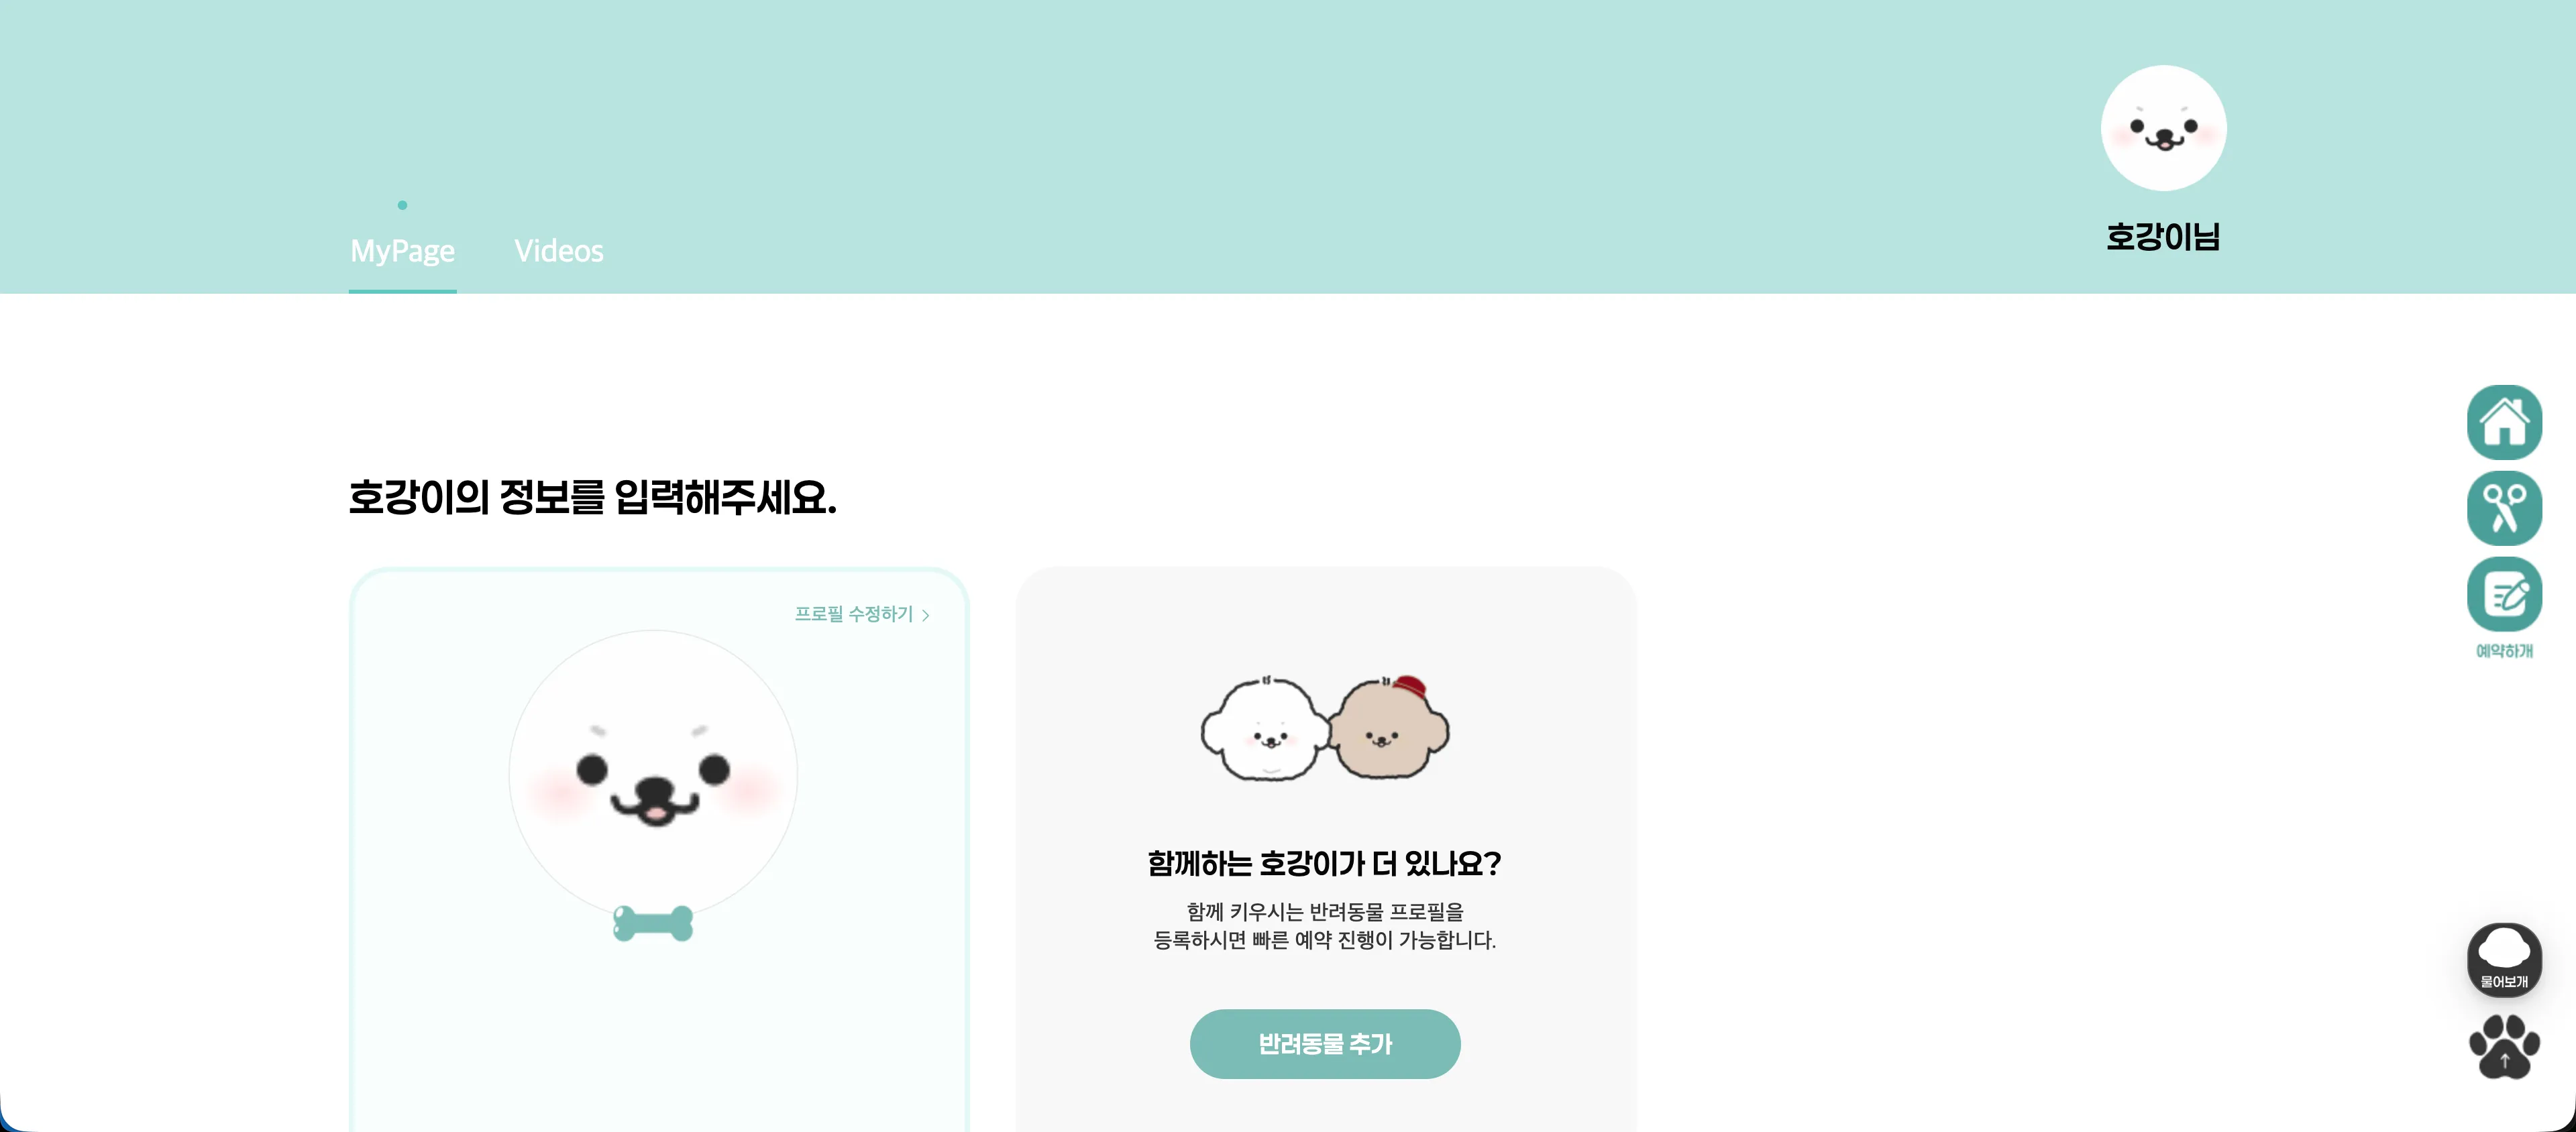 호강이님
MyPage
Videos
호강이의 정보를 입력해주세요.
프로필 수정하기
함께하는 호강이가 더 있나요?
함께 키우시는 반려동물 프로필을
등록하시면 빠른 예약 진행이 가능합니다.
반려동물 추가
예약하개
물어보개